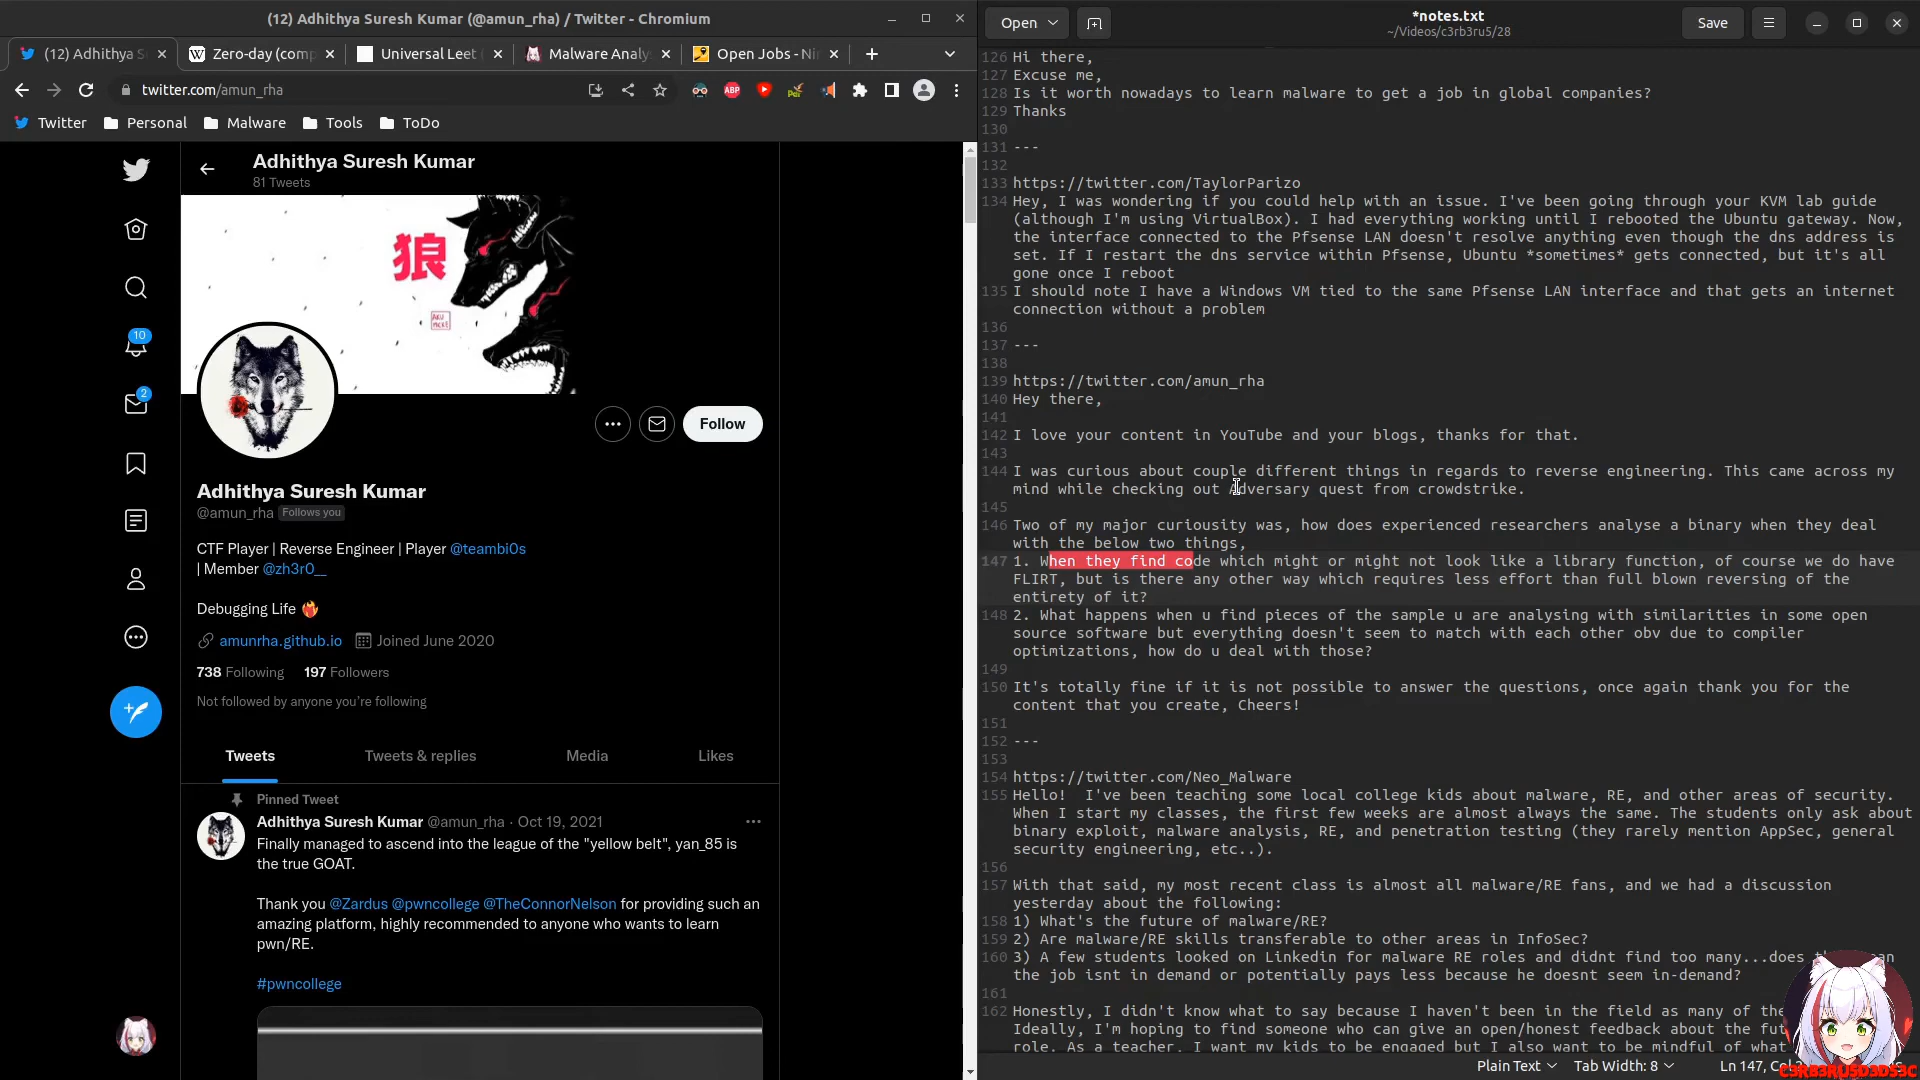 (12) Adhithya Suresh Kumar (@amun_rha) / Twitter - Chromium
(12) Adhithya S
Zero-day (comp
Universal Leet
Malware Analy
Open Jobs - Ni
twitter.com/amun_rha
Twitter
Personal
Malware
Tools
ToDo
Adhithya Suresh Kumar
81 Tweets
狼
10
2
Follow
Adhithya Suresh Kumar
@amun_rha Follows you
CTF Player | Reverse Engineer | Player @teambi0s
| Member @zh3r0__
Debugging Life
amunrha.github.io Joined June 2020
738 Following 197 Followers
Not followed by anyone you're following
Tweets Tweets & replies Media Likes
Pinned Tweet
Adhithya Suresh Kumar @amun_rha · Oct 19, 2021
Finally managed to ascend into the league of the "yellow belt", yan_85 is
the true GOAT.
Thank you @Zardus @pwncollege @TheConnorNelson for providing such an
amazing platform, highly recommended to anyone who wants to learn
pwn/RE.
#pwncollege
Open
*notes.txt
~/Videos/c3rb3ru5/28
Save
126 Hi there,
127 Excuse me,
128 Is it worth nowadays to learn malware to get a job in global companies?
129 Thanks
130
131 ---
132
133 https://twitter.com/TaylorParizo
134 Hey, I was wondering if you could help with an issue. I've been going through your KVM lab guide
(although I'm using VirtualBox). I had everything working until I rebooted the Ubuntu gateway. Now,
the interface connected to the Pfsense LAN doesn't resolve anything even though the dns address is
set. If I restart the dns service within Pfsense, Ubuntu *sometimes* gets connected, but it's all
gone once I reboot
135 I should note I have a Windows VM tied to the same Pfsense LAN interface and that gets an internet
connection without a problem
136
137 ---
138
139 https://twitter.com/amun_rha
140 Hey there,
141
142 I love your content in YouTube and your blogs, thanks for that.
143
144 I was curious about couple different things in regards to reverse engineering. This came across my
mind while checking out Adversary quest from crowdstrike.
145
146 Two of my major curiousity was, how does experienced researchers analyse a binary when they deal
with the below two things,
147 1. When they find code which might or might not look like a library function, of course we do have
FLIRT, but is there any other way which requires less effort than full blown reversing of the
entirety of it?
148 2. What happens when u find pieces of the sample u are analysing with similarities in some open
source software but everything doesn't seem to match with each other obv due to compiler
optimizations, how do u deal with those?
149
150 It's totally fine if it is not possible to answer the questions, once again thank you for the
content that you create, Cheers!
151
152 ---
153
154 https://twitter.com/Neo_Malware
155 Hello!  I've been teaching some local college kids about malware, RE, and other areas of security.
When I start my classes, the first few weeks are almost always the same. The students only ask about
binary exploit, malware analysis, RE, and penetration testing (they rarely mention AppSec, general
security engineering, etc..).
156
157 With that said, my most recent class is almost all malware/RE fans, and we had a discussion
yesterday about the following:
158 1) What's the future of malware/RE?
159 2) Are malware/RE skills transferable to other areas in InfoSec?
160 3) A few students looked on Linkedin for malware RE roles and didnt find too many...does
the job isnt in demand or potentially pays less because he doesnt seem in-demand?
161
162 Honestly, I didn't know what to say because I haven't been in the field as many of the
Ideally, I'm hoping to find someone who can give an open/honest feedback about the
role. As a teacher, I want my kids to be engaged but I also want to be mindful of what
Plain Text
Tab Width: 8
Ln 147,